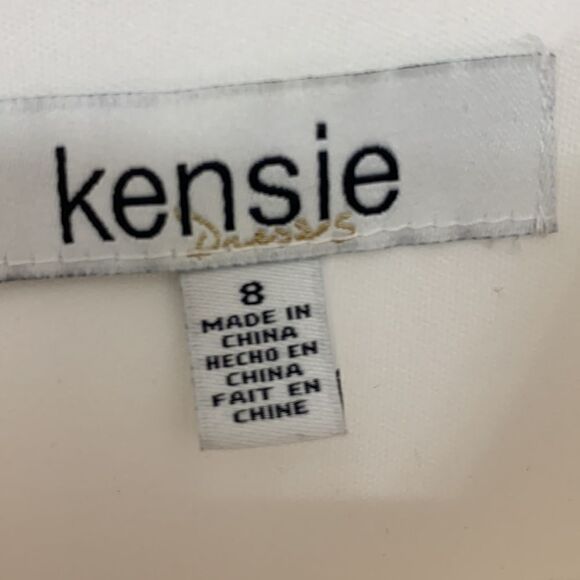 kensie
Dresses
8
MADE IN
CHINA
HECHO EN
CHINA
FAIT EN
CHINE